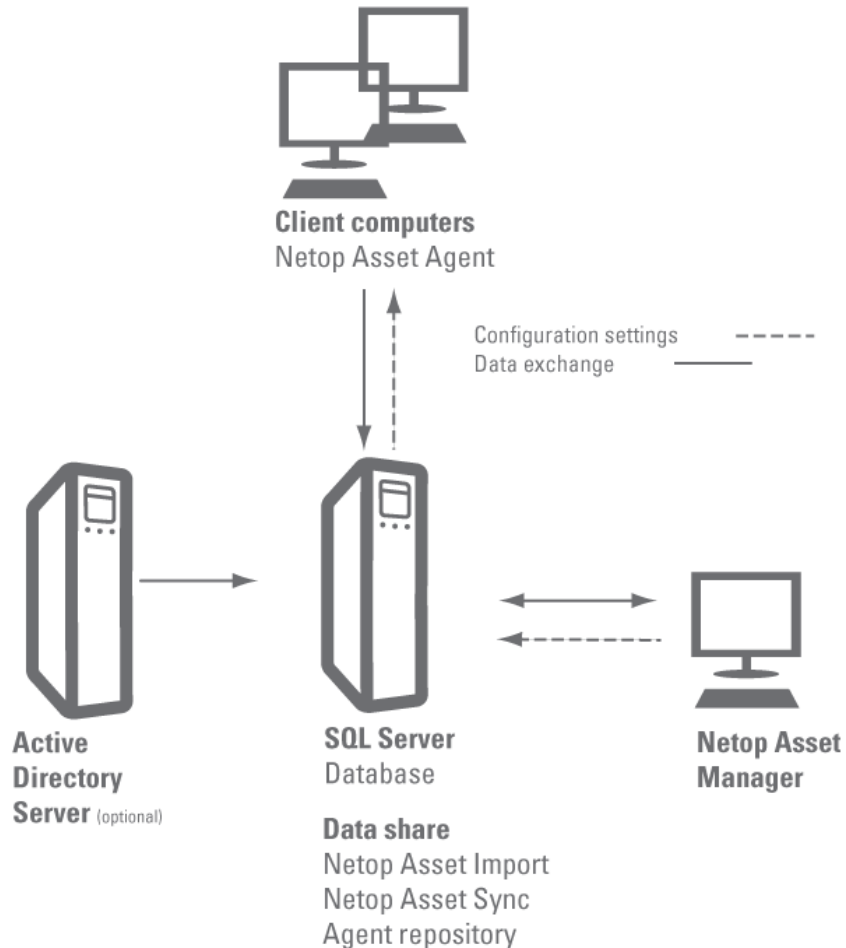 Client computers
Netop Asset Agent
Configuration settings
Data exchange
Active
Directory
Server (optional)
SQL Server
Database
Data share
Netop Asset Import
Netop Asset Sync
Agent repository
Netop Asset
Manager